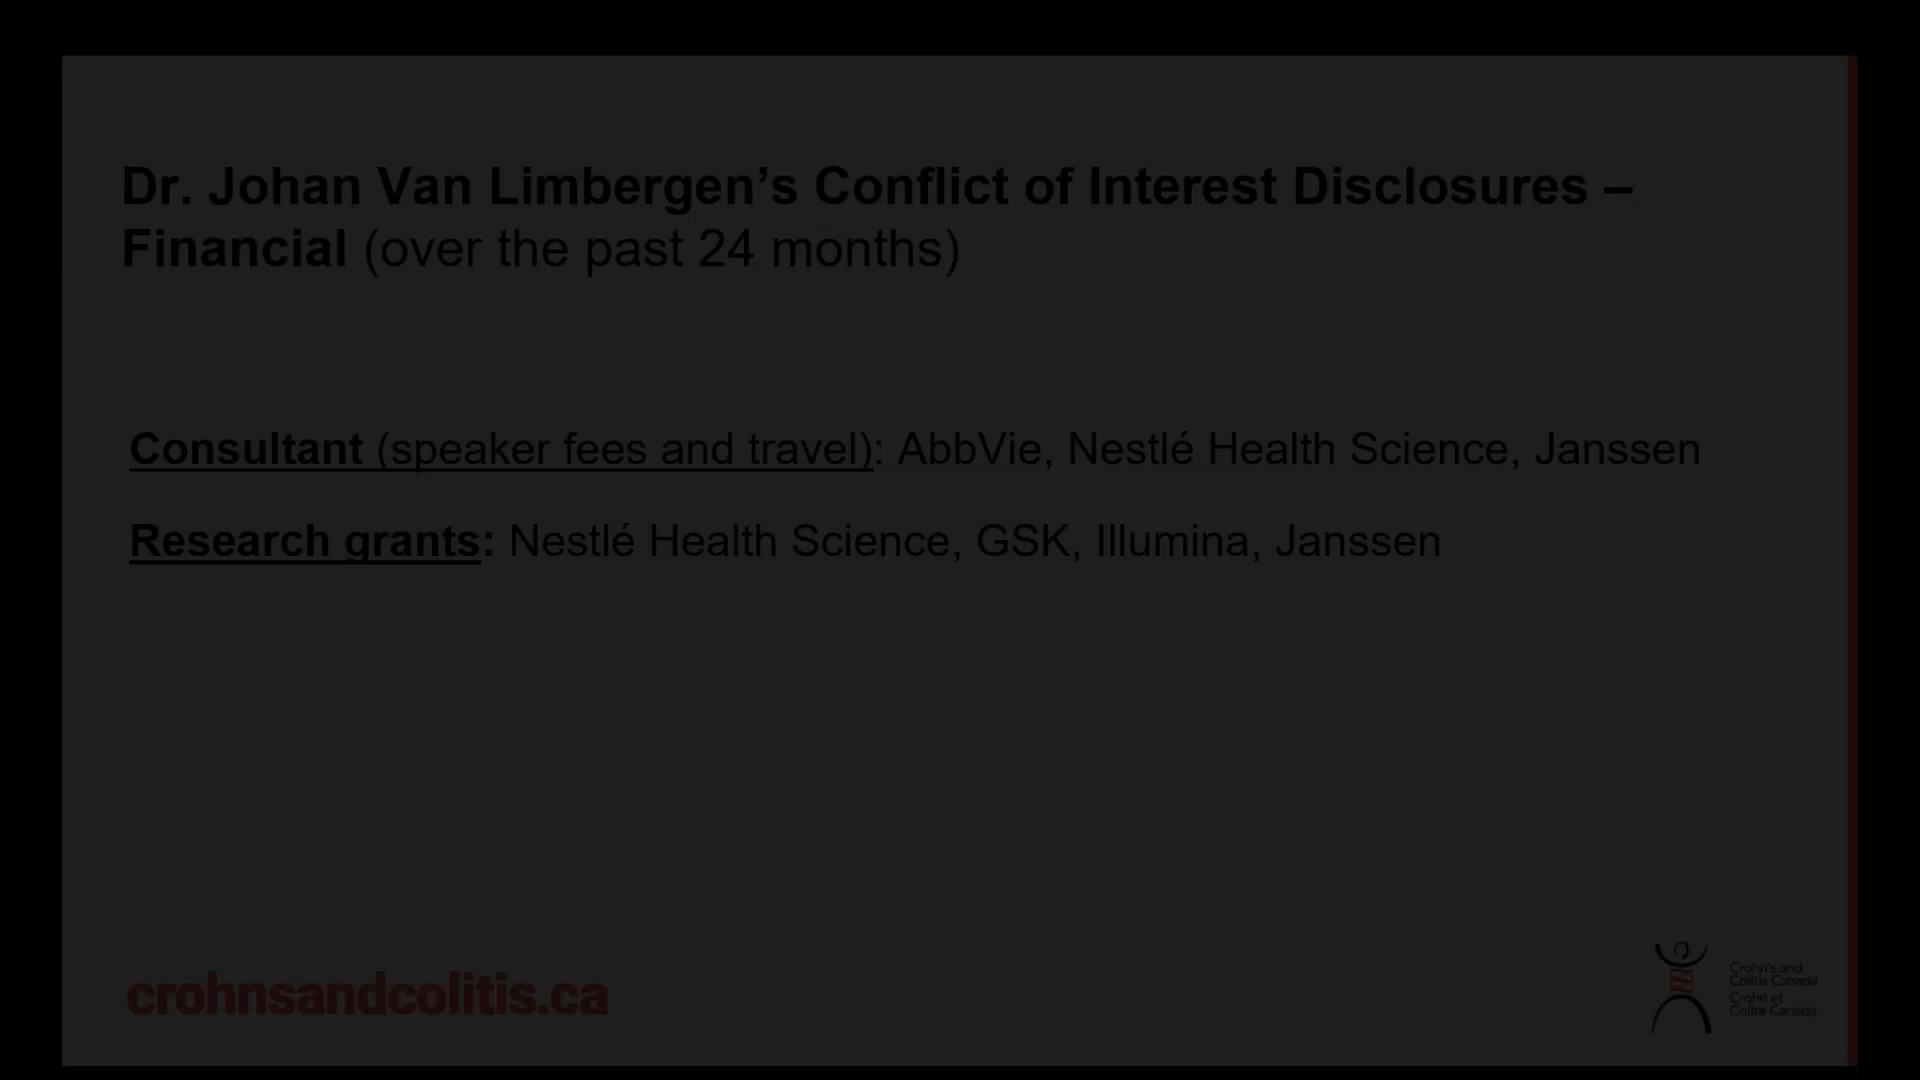 Dr. Johan Van Limbergen’s Conflict of Interest Disclosures –
Financial (over the past 24 months)
Consultant (speaker fees and travel): AbbVie, Nestlé Health Science, Janssen
Research grants: Nestlé Health Science, GSK, Illumina, Janssen
crohnsandcolitis.ca
Crohn's and
Colitis Canada
Crohn et
Colite Canada